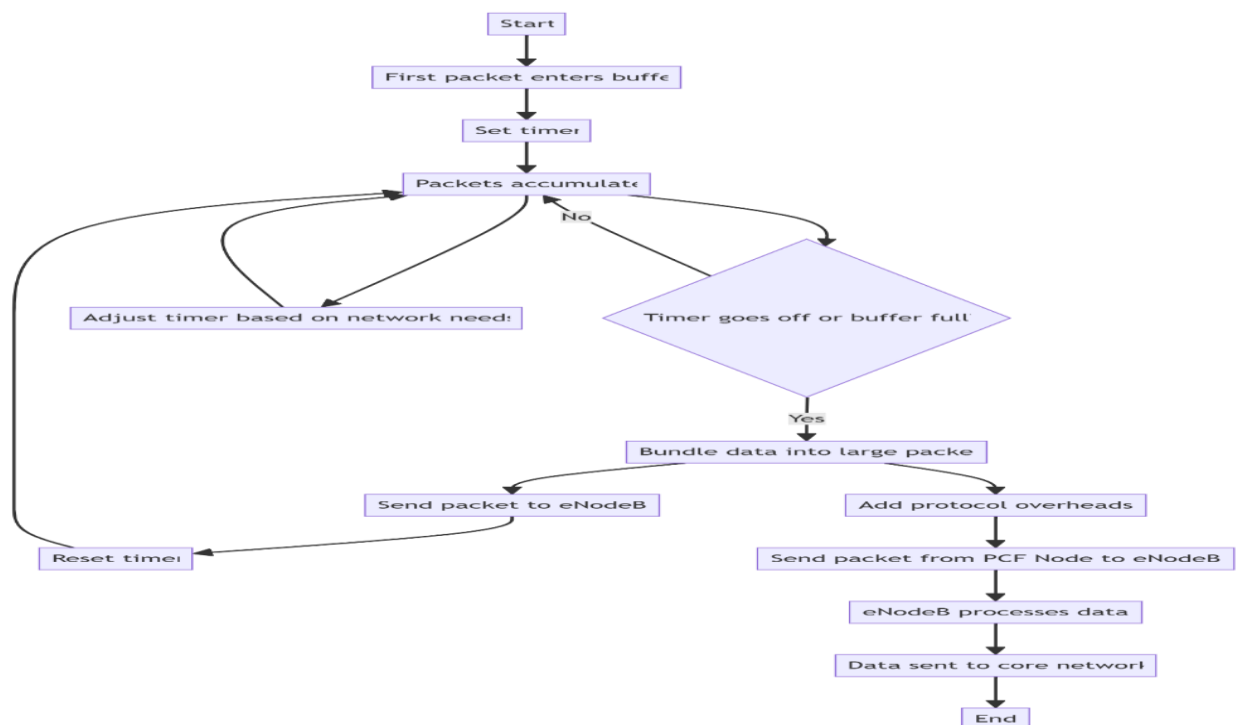 Start
First packet enters buffe
Set timer
Packets accumulate
No
Adjust timer based on network needs
Timer goes off or buffer full
Yes
Bundle data into large packe
Send packet to eNodeB
Add protocol overheads
Reset timer
Send packet from PCF Node to eNodeB
eNodeB processes data
Data sent to core network
End